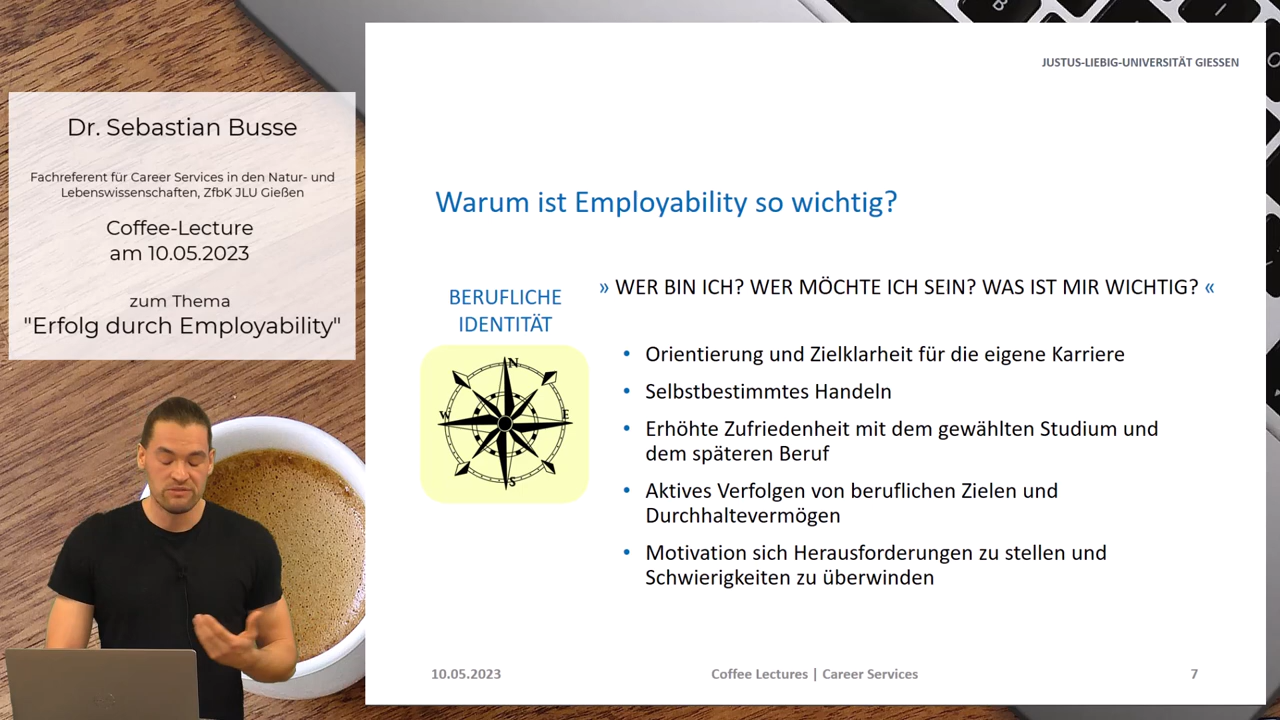 Dr. Sebastian Busse
Fachreferent für Career Services in den Natur- und
Lebenswissenschaften, ZfbK JLU Gießen
Coffee-Lecture
am 10.05.2023
zum Thema
"Erfolg durch Employability"
JUSTUS-LIEBIG-UNIVERSITÄT GIESSEN
Warum ist Employability so wichtig?
BERUFLICHE
IDENTITÄT
N
W
E
S
» WER BIN ICH? WER MÖCHTE ICH SEIN? WAS IST MIR WICHTIG? «
• Orientierung und Zielklarheit für die eigene Karriere
• Selbstbestimmtes Handeln
• Erhöhte Zufriedenheit mit dem gewählten Studium und
dem späteren Beruf
• Aktives Verfolgen von beruflichen Zielen und
Durchhaltevermögen
• Motivation sich Herausforderungen zu stellen und
Schwierigkeiten zu überwinden
10.05.2023
Coffee Lectures | Career Services
7